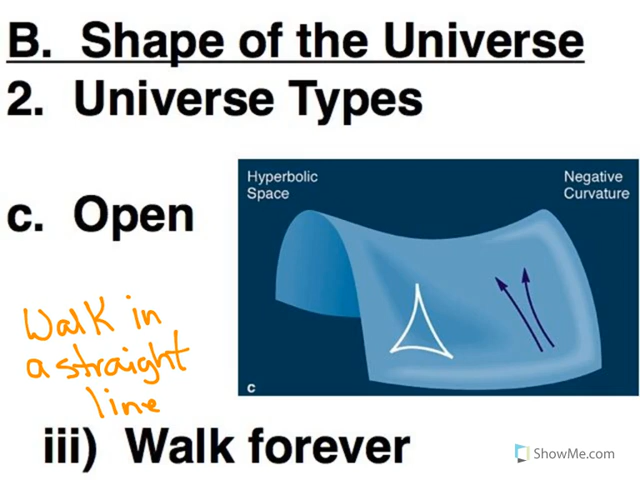 B. Shape of the Universe
2. Universe Types
Hyperbolic
Space
Negative
Curvature
c. Open
Walk in
a straight
line
c
iii) Walk forever
ShowMe.com